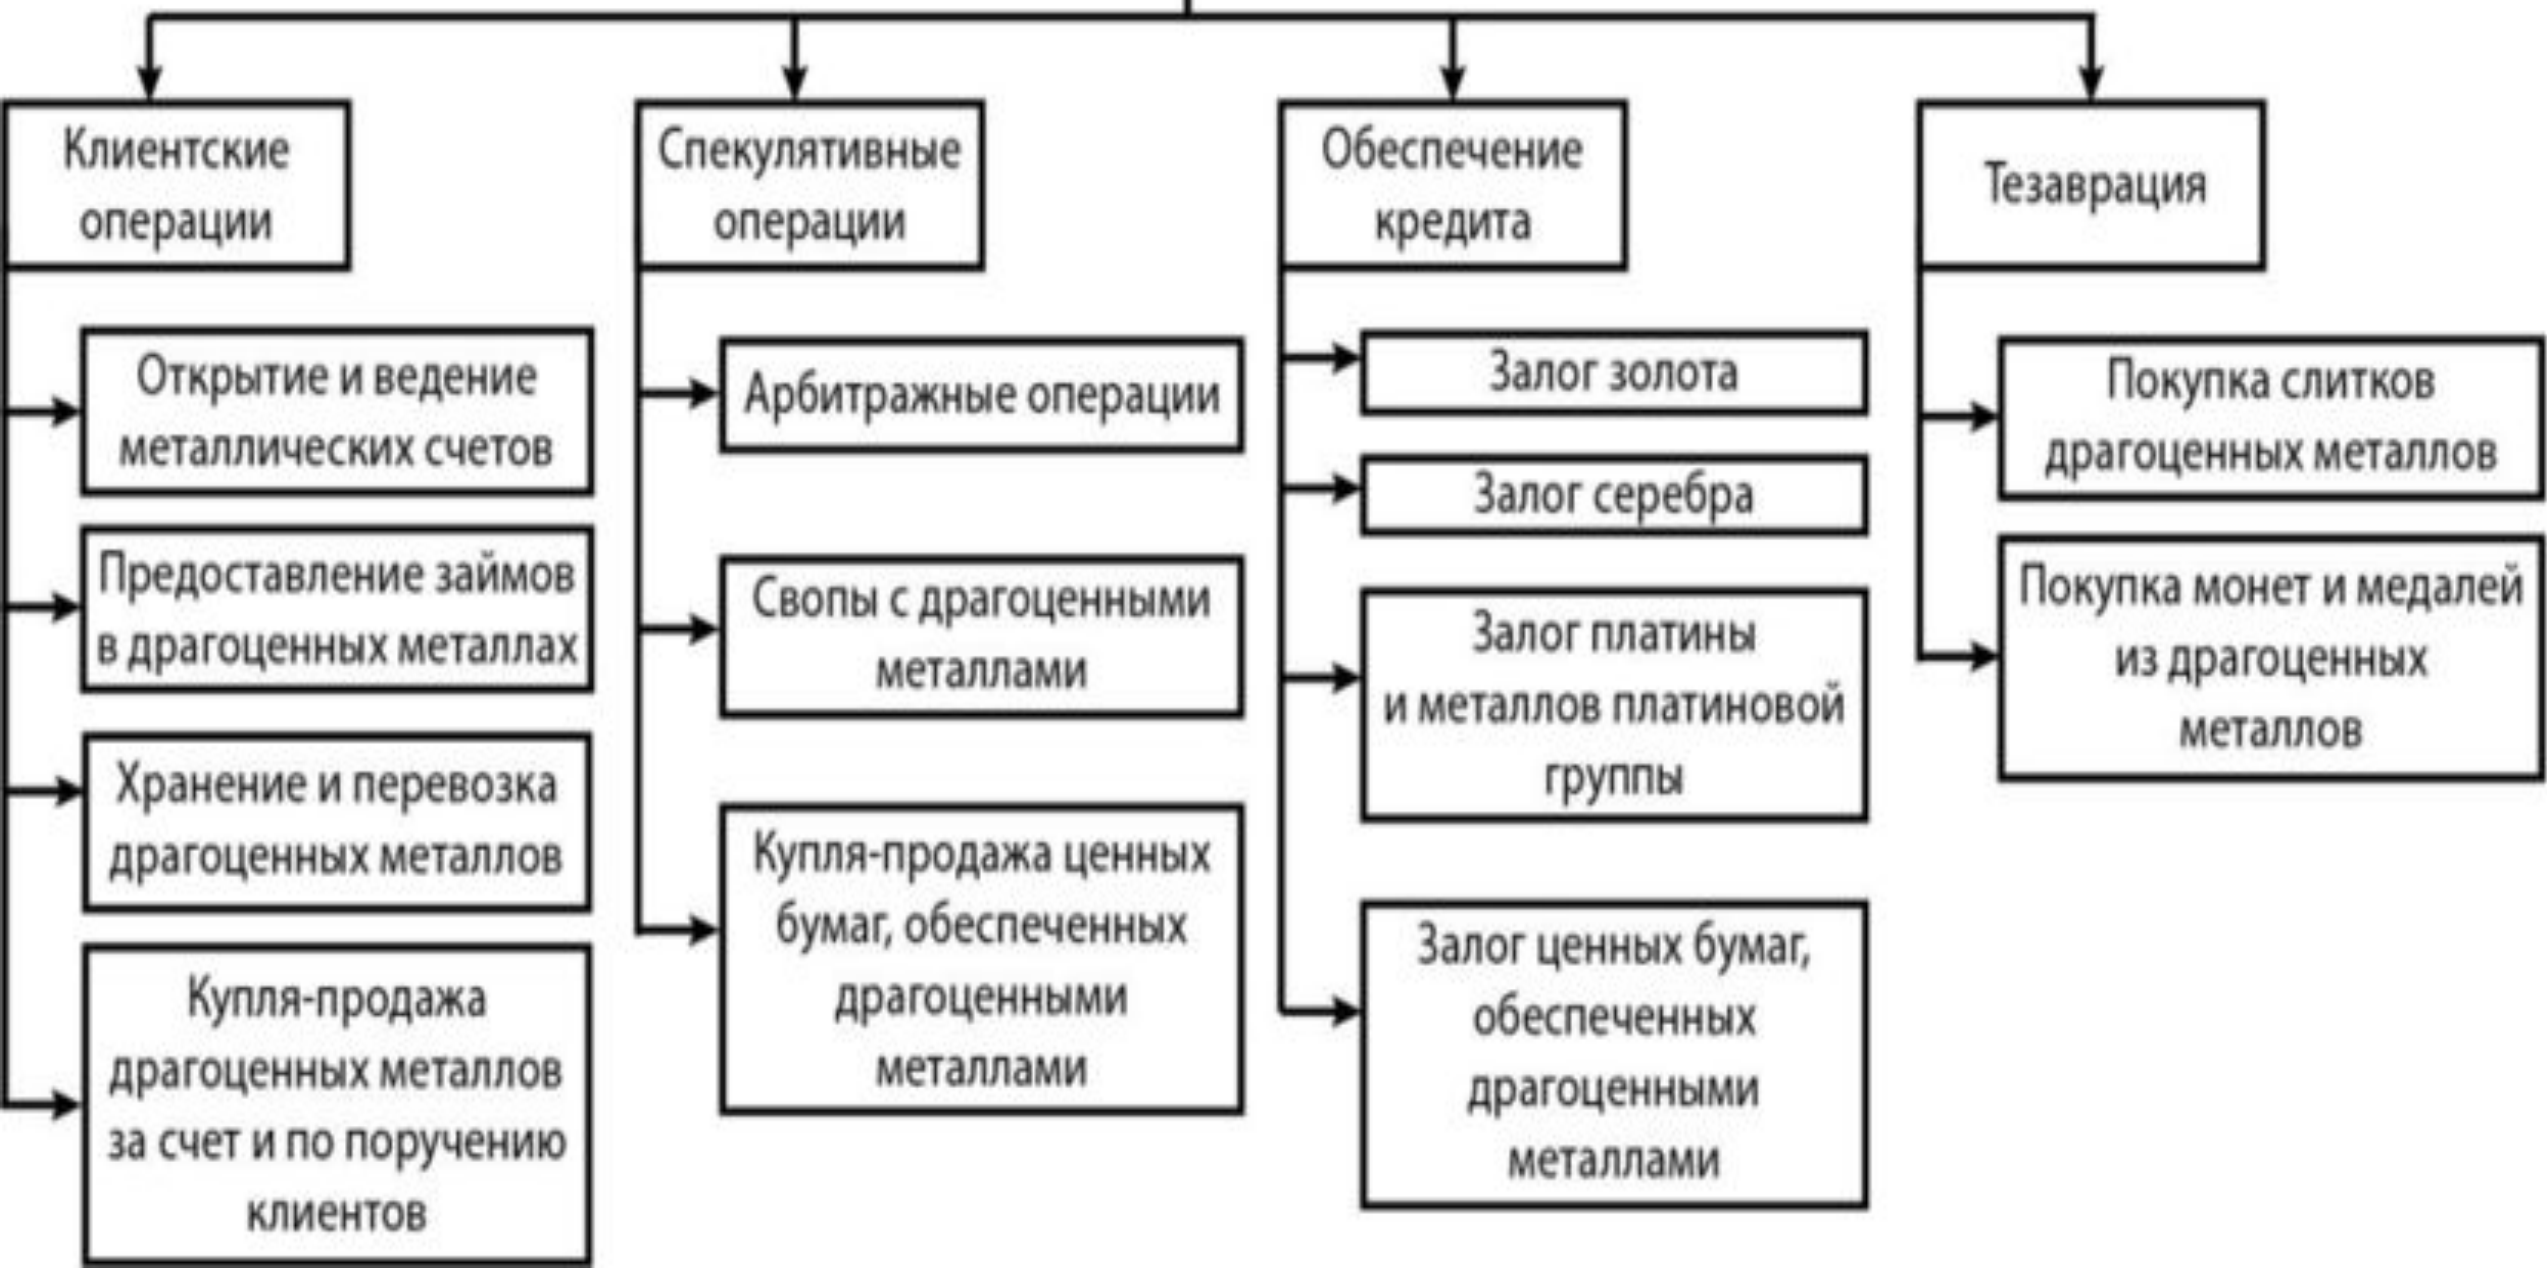 Клиентские
операции
Открытие и ведение
металлических счетов
Предоставление займов
в драгоценных металлах
Хранение и перевозка
драгоценных металлов
Купля-продажа
драгоценных металлов
за счет и по поручению
клиентов
Спекулятивные
операции
Арбитражные операции
Свопы с драгоценными
металлами
Купля-продажа ценных
бумаг, обеспеченных
драгоценными
металлами
Обеспечение
кредита
Залог золота
Залог серебра
Залог платины
и металлов платиновой
группы
Залог ценных бумаг,
обеспеченных
драгоценными
металлами
Тезаврация
Покупка слитков
драгоценных металлов
Покупка монет и медалей
из драгоценных
металлов